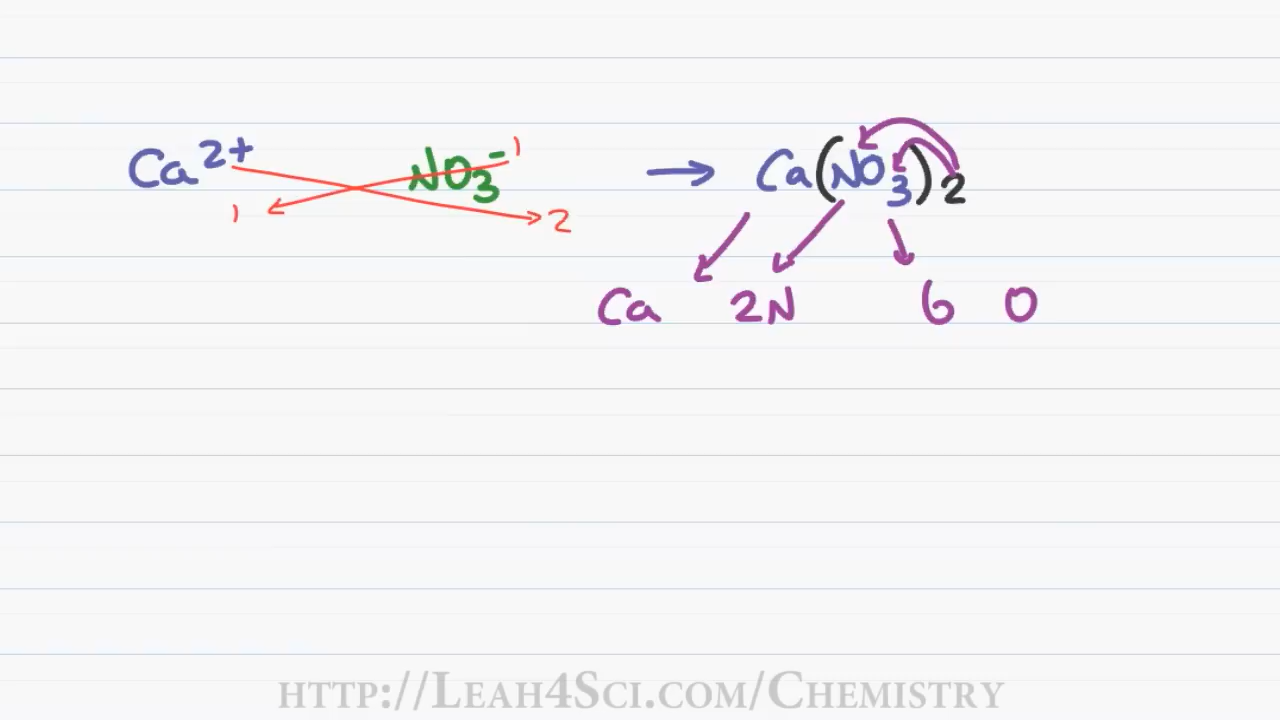 Ca²⁺ NO₃⁻ ¹ → Ca(NO₃)₂
1 2
Ca 2N 6 O
http://Leah4Sci.com/Chemistry